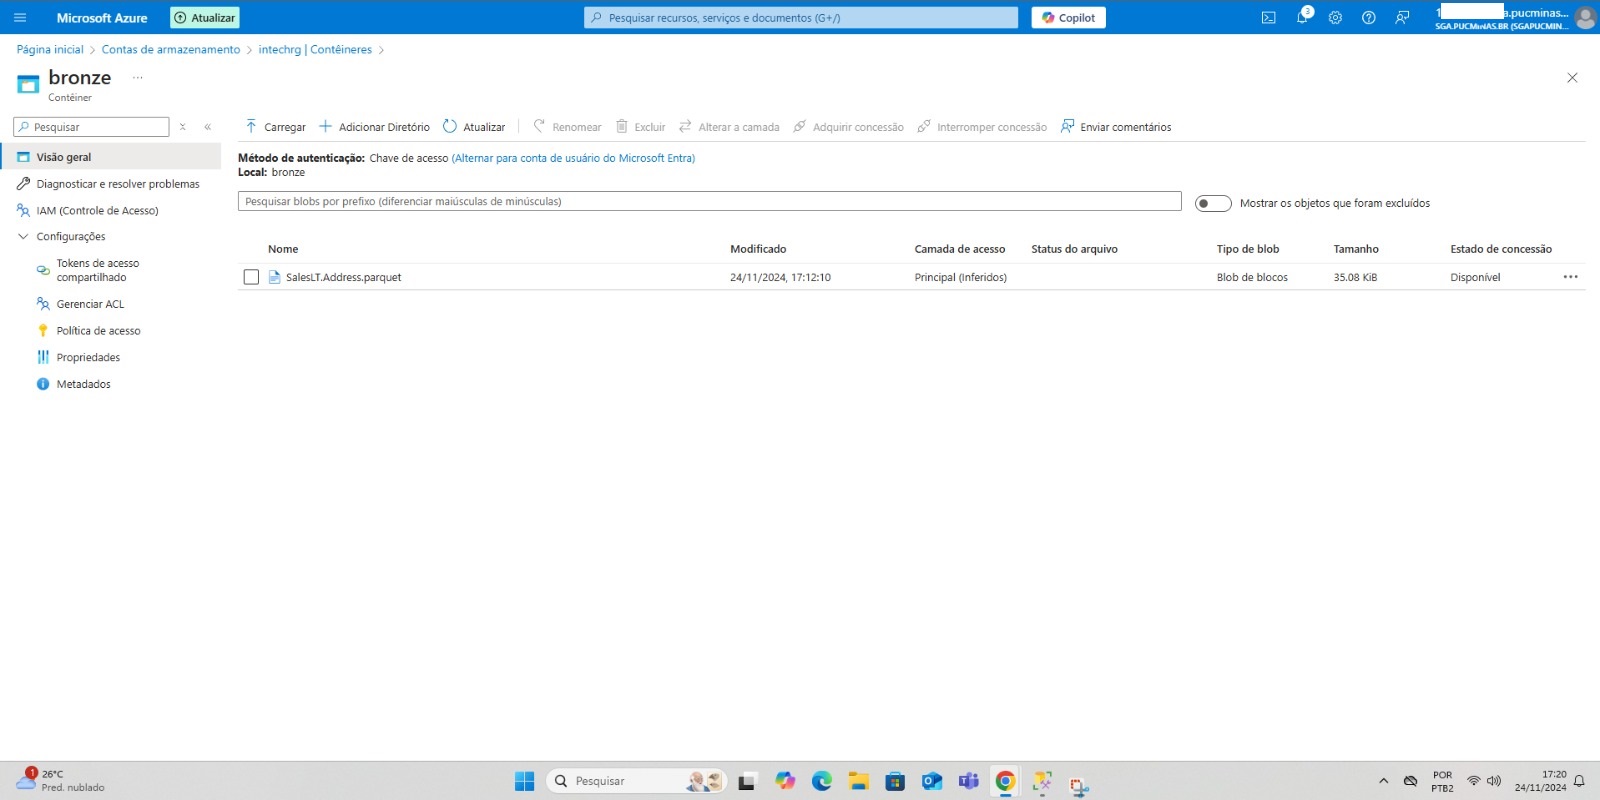 Microsoft Azure
Atualizar
Pesquisar recursos, serviços e documentos (G+/)
Copilot
3
a.pucminas...
SGA.PUCMINAS.BR (SGAPUCMIN...
Página inicial > Contas de armazenamento > intechrg | Contêineres >
bronze ...
Contêiner
Pesquisar
Carregar
Adicionar Diretório
Atualizar
Renomear
Excluir
Alterar a camada
Adquirir concessão
Interromper concessão
Enviar comentários
Visão geral
Diagnosticar e resolver problemas
IAM (Controle de Acesso)
Configurações
Tokens de acesso
compartilhado
Gerenciar ACL
Política de acesso
Propriedades
Metadados
Método de autenticação: Chave de acesso (Alternar para conta de usuário do Microsoft Entra)
Local: bronze
Pesquisar blobs por prefixo (diferenciar maiúsculas de minúsculas)
Mostrar os objetos que foram excluídos
Nome Modificado Camada de acesso Status do arquivo Tipo de blob Tamanho Estado de concessão
SalesLT.Address.parquet 24/11/2024, 17:12:10 Principal (Inferidos) Blob de blocos 35.08 KiB Disponível ...
1
26°C
Pred. nublado
Pesquisar
POR
PTB2
17:20
24/11/2024